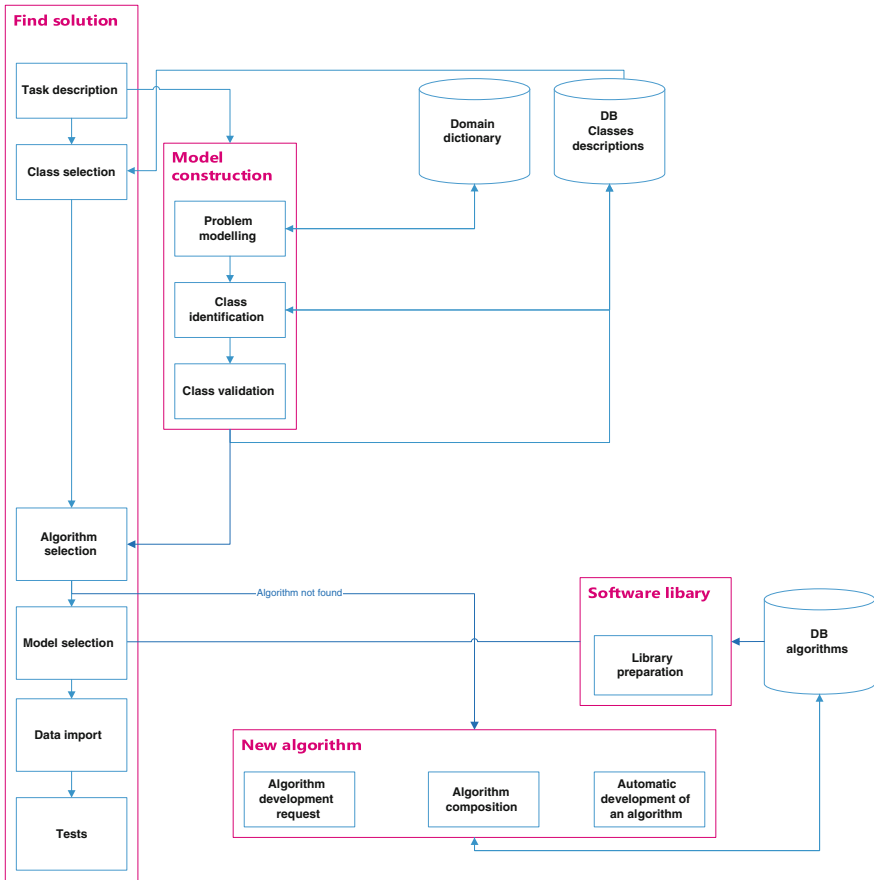 Find solution
Task description
Class selection
Model
construction
Problem
modelling
Class
identification
Class validation
Domain
dictionary
DB
Classes
descriptions
Algorithm
selection
Algorithm not found
Model selection
Data import
Tests
Software libary
Library
preparation
DB
algorithms
New algorithm
Algorithm
development
request
Algorithm
composition
Automatic
development of
an algorithm